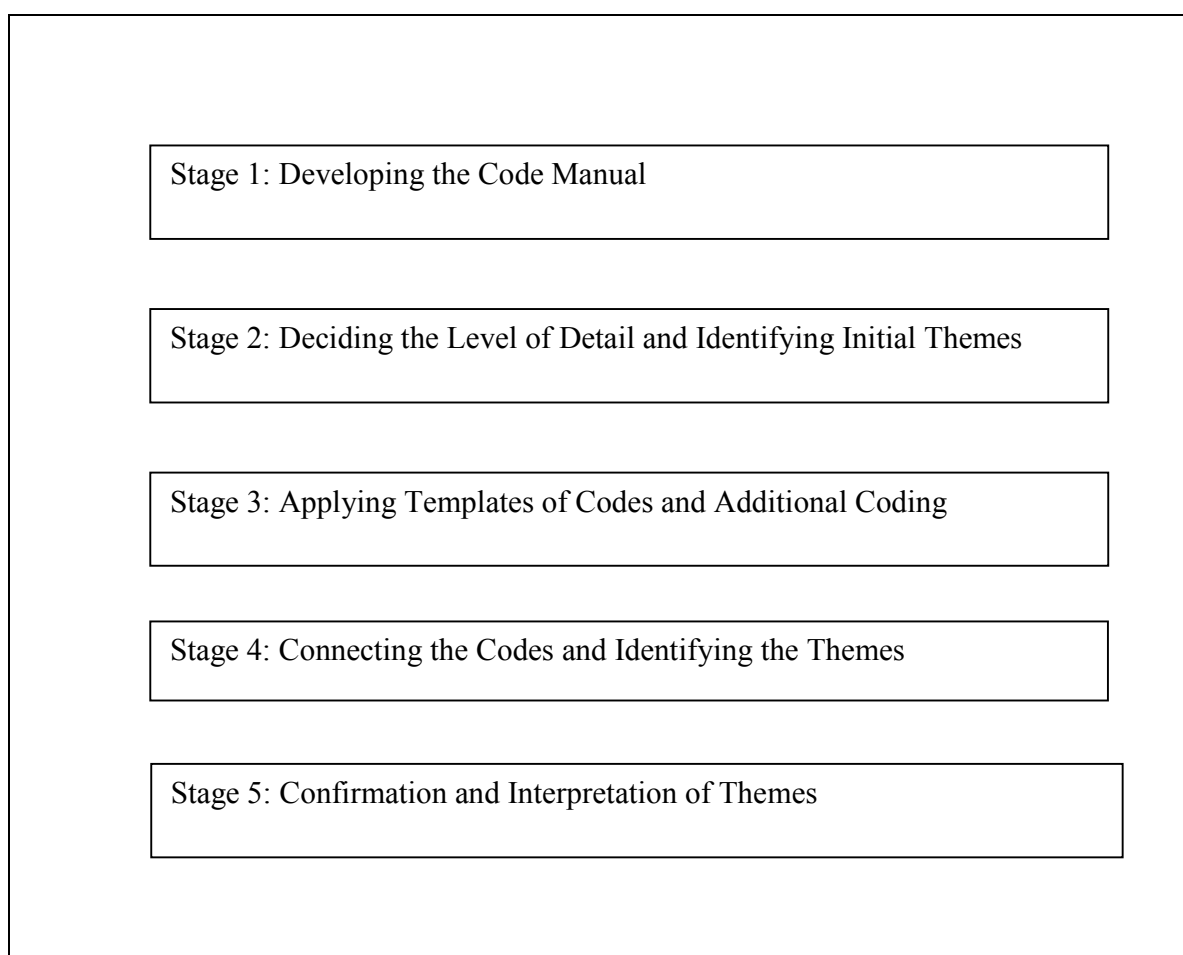 Stage 1: Developing the Code Manual
Stage 2: Deciding the Level of Detail and Identifying Initial Themes
Stage 3: Applying Templates of Codes and Additional Coding
Stage 4: Connecting the Codes and Identifying the Themes
Stage 5: Confirmation and Interpretation of Themes